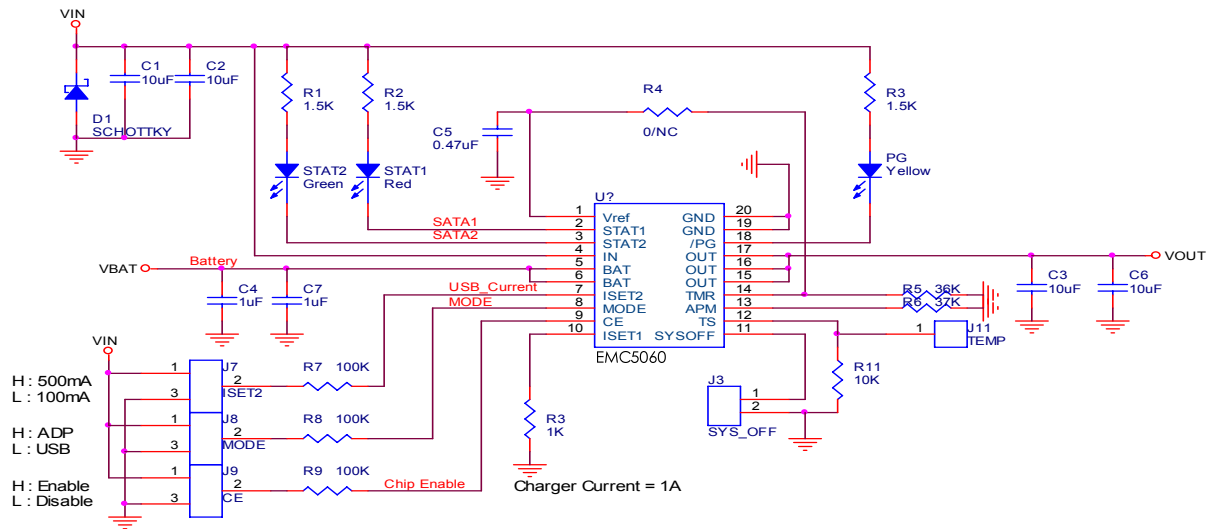 VIN
C1
10uF
C2
10uF
D1
SCHOTTKY
R1
1.5K
R2
1.5K
STAT2
Green
STAT1
Red
C5
0.47uF
R4
0/NC
R3
1.5K
PG
Yellow
U?
1 Vref GND 20
2 STAT1 GND 19
3 STAT2 /PG 18
4 IN OUT 17
5 BAT OUT 16
6 BAT OUT 15
7 ISET2 TMR 14
8 MODE APM 13
9 CE TS 12
10 ISET1 SYSOFF 11
EMC5060
SATA1
SATA2
VBAT
Battery
C4
1uF
C7
1uF
USB_Current
MODE
VOUT
C3
10uF
C6
10uF
R5 36K
R6 37K
1
J11
TEMP
R11
10K
J3
1
2
SYS_OFF
VIN
H : 500mA
L : 100mA
1
3
J7
2
ISET2
R7 100K
H : ADP
L : USB
1
3
J8
2
MODE
R8 100K
H : Enable
L : Disable
1
3
J9
2
CE
R9 100K
Chip Enable
R3
1K
Charger Current = 1A